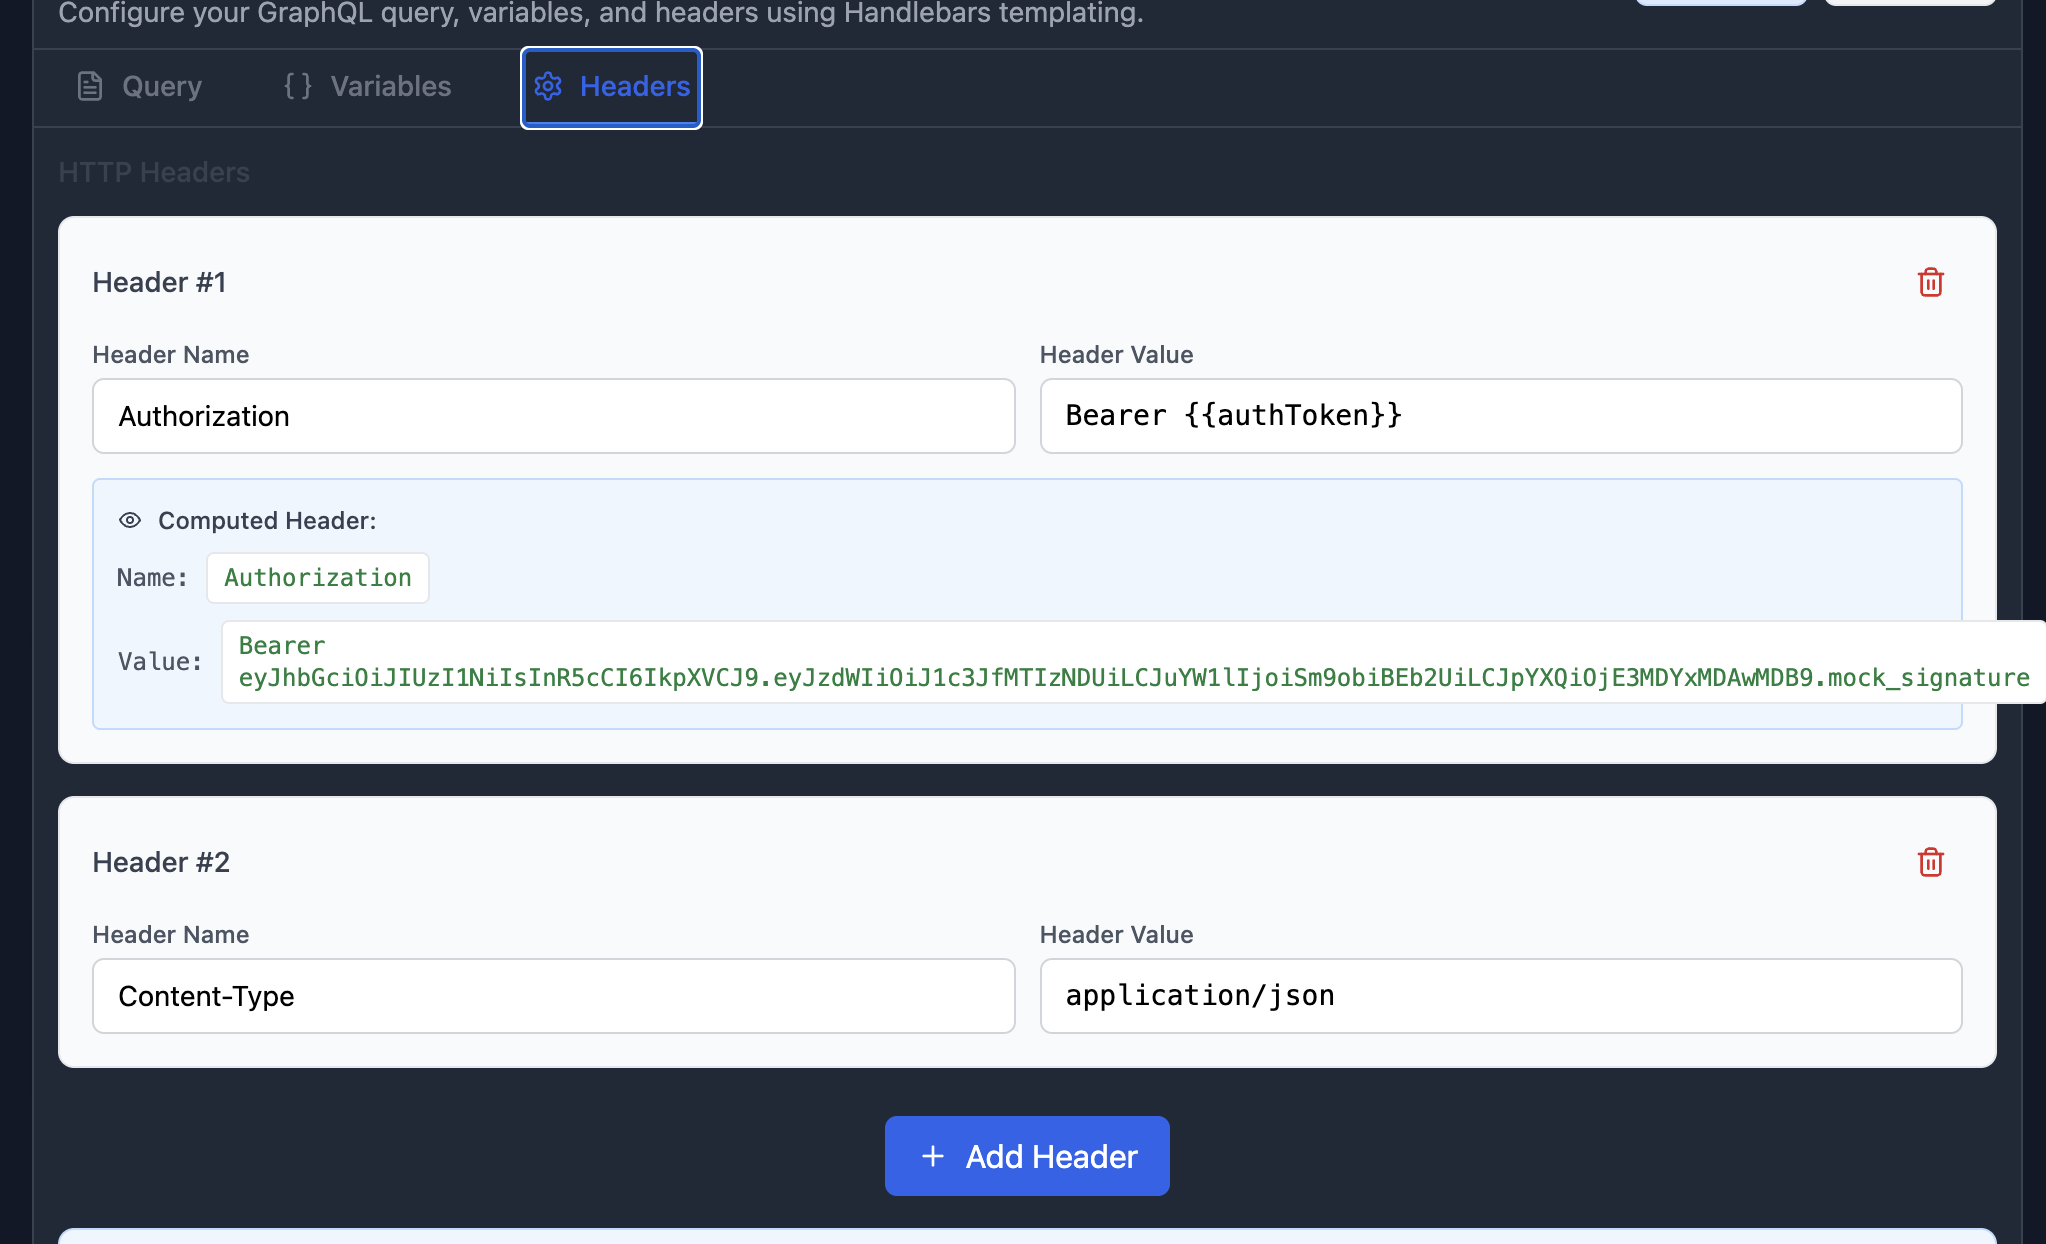 Configure your GraphQL query, variables, and headers using Handlebars templating.
Query
{ } Variables
Headers
HTTP Headers
Header #1
Header Name
Header Value
Authorization
Bearer {{authToken}}
Computed Header:
Name: Authorization
Value: Bearer
eyJhbGciOiJIUzI1NiIsInR5cCI6IkpXVCJ9.eyJzdWIiOiJ1c3JfMTIzNDUiLCJuYW1lIjoiSm9obiBEb2UiLCJpYXQiOjE3MDYxMDAwMDB9.mock_signature
Header #2
Header Name
Header Value
Content-Type
application/json
+ Add Header